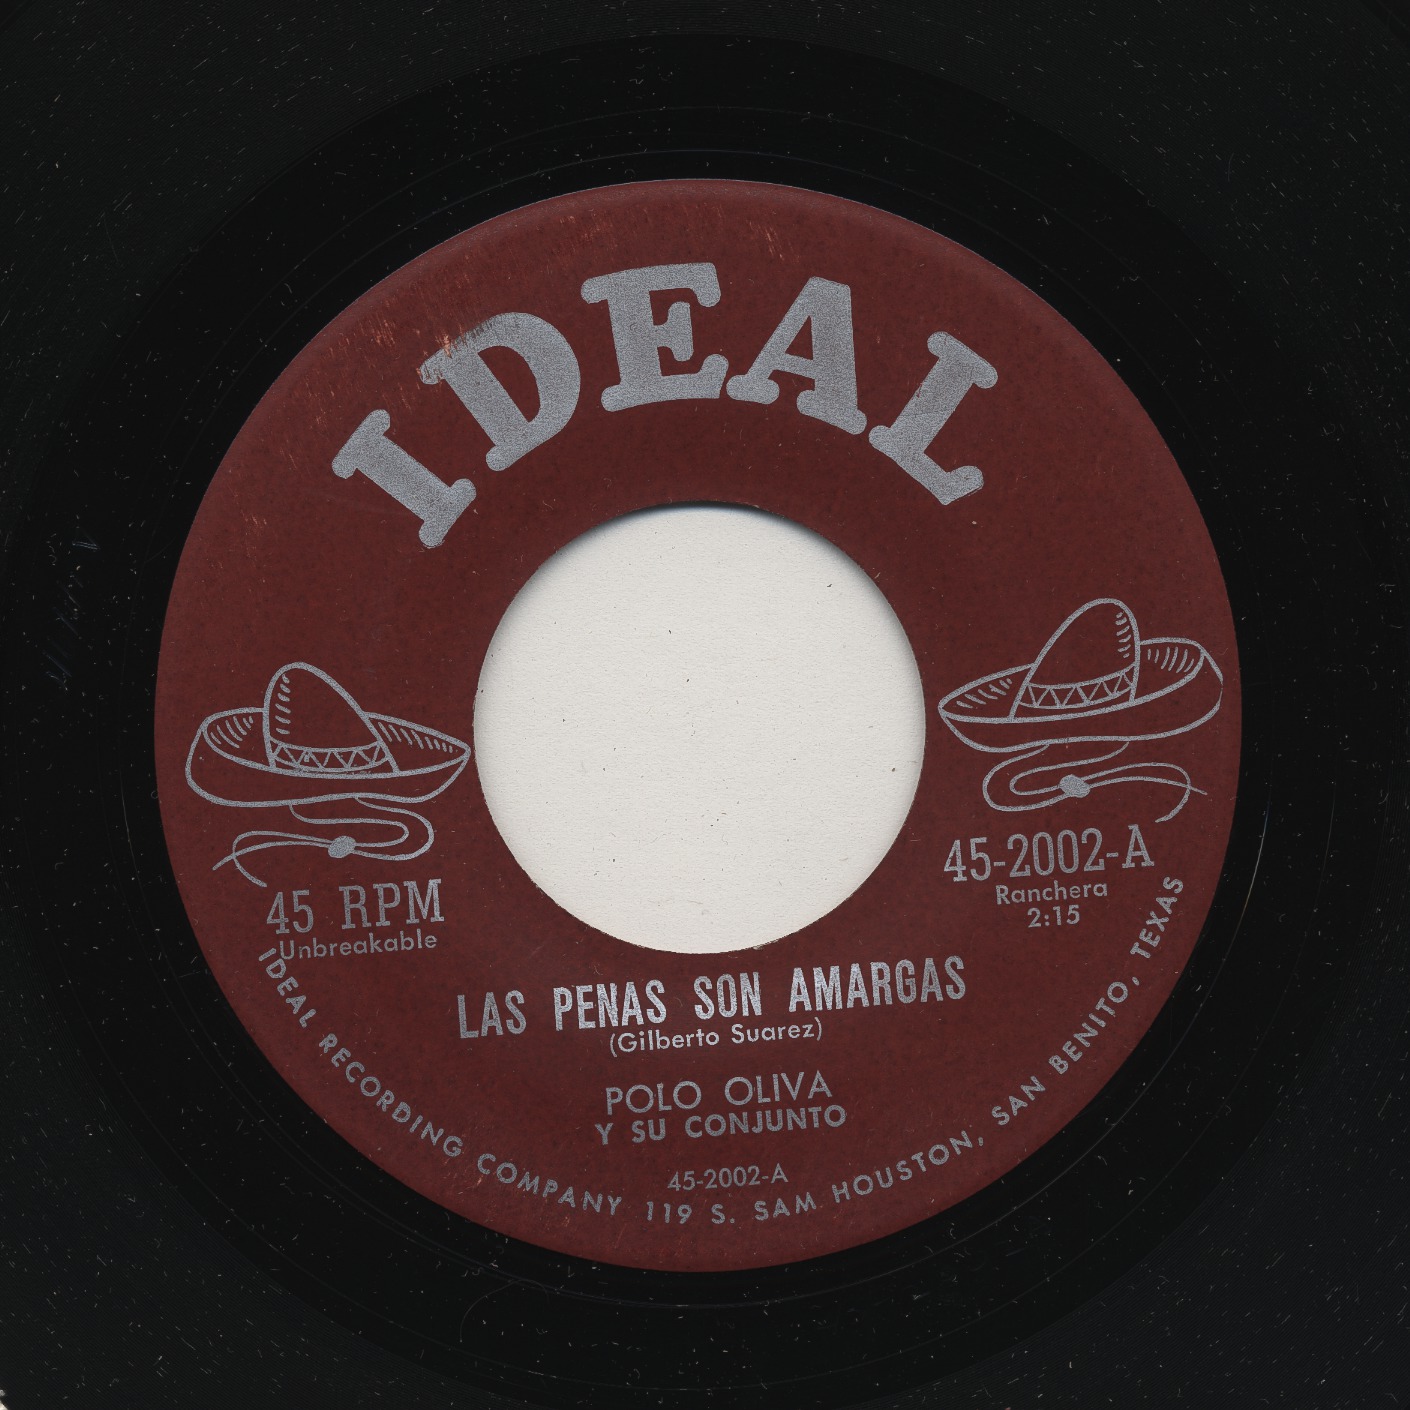 IDEAL
45 RPM
Unbreakable
45-2002-A
Ranchera
2:15
LAS PENAS SON AMARGAS
(Gilberto Suarez)
POLO OLIVA
Y SU CONJUNTO
45-2002-A
IDEAL RECORDING COMPANY 119 S. SAM HOUSTON, SAN BENITO, TEXAS